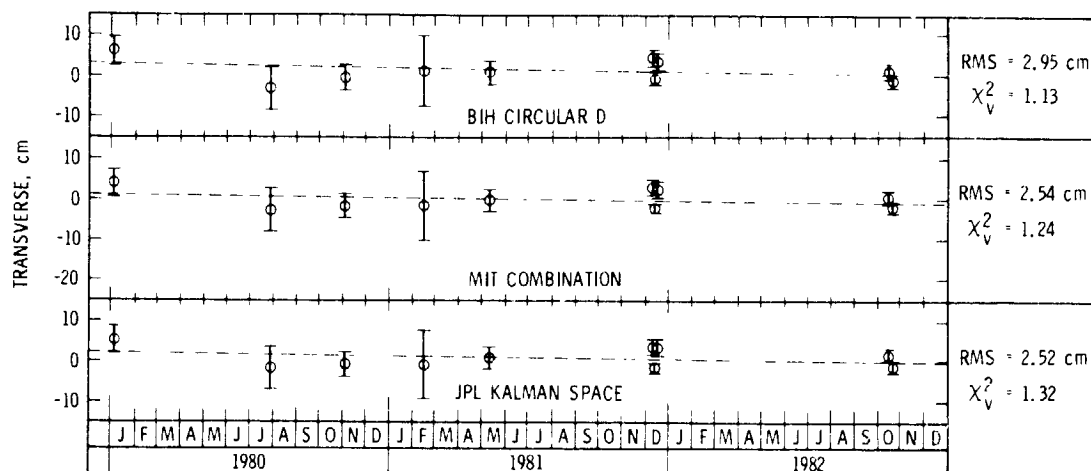 TRANSVERSE, cm
10
0
-10
BIH CIRCULAR D
RMS = 2.95 cm
χ²ᵥ = 1.13
10
0
-10
-20
MIT COMBINATION
RMS = 2.54 cm
χ²ᵥ = 1.24
10
0
-10
JPL KALMAN SPACE
RMS = 2.52 cm
χ²ᵥ = 1.32
J F M A M J J A S O N D J F M A M J J A S O N D J F M A M J J A S O N D
1980 1981 1982